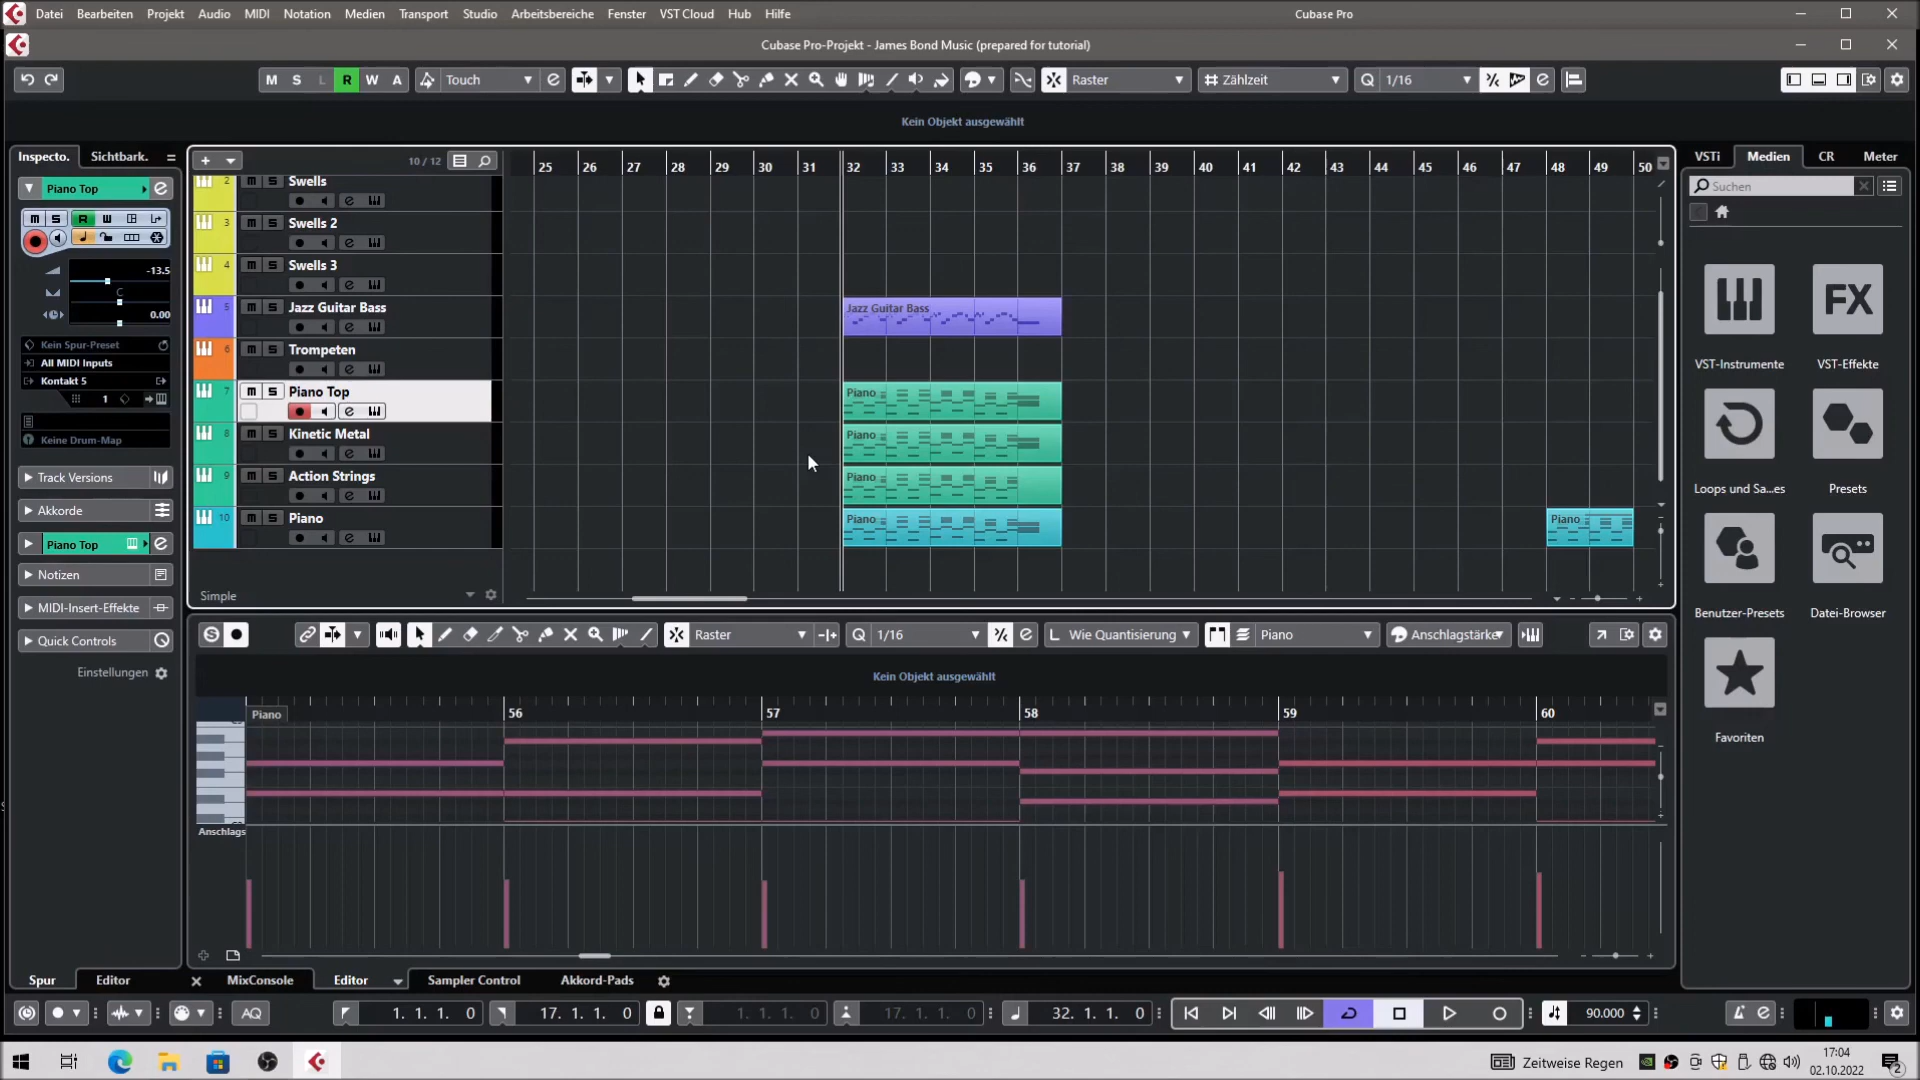 Datei Bearbeiten Projekt Audio MIDI Notation Medien Transport Studio Arbeitsbereiche Fenster VST Cloud Hub Hilfe
Cubase Pro
Cubase Pro-Projekt - James Bond Music (prepared for tutorial)
M S L R W A Touch Raster Zählzeit Q 1/16
Kein Objekt ausgewählt
Inspecto. Sichtbark.
10 / 12
25 26 27 28 29 30 31 32 33 34 35 36 37 38 39 40 41 42 43 44 45 46 47 48 49 50
VSTi Medien CR Meter
Piano Top
Suchen
M S R W
-13.5
C
0.00
Kein Spur-Preset
All MIDI Inputs
Kontakt 5
1
Keine Drum-Map
Track Versions
Akkorde
Piano Top
Notizen
MIDI-Insert-Effekte
Quick Controls
Einstellungen
2 M S Swells
3 M S Swells 2
4 M S Swells 3
5 M S Jazz Guitar Bass
Jazz Guitar Bass
6 M S Trompeten
7 M S Piano Top
Piano
8 M S Kinetic Metal
Piano
9 M S Action Strings
Piano
10 M S Piano
Piano
Piano
Simple
VST-Instrumente VST-Effekte
Loops und Sa...es Presets
Benutzer-Presets Datei-Browser
Favoriten
S Raster Q 1/16 L Wie Quantisierung Piano Anschlagstärke
Kein Objekt ausgewählt
Piano 56 57 58 59 60
Anschlags
Spur Editor MixConsole Editor Sampler Control Akkord-Pads
AQ 1. 1. 1. 0 17. 1. 1. 0 1. 1. 1. 0 17. 1. 1. 0 32. 1. 1. 0 90.000
Zeitweise Regen
17:04
02.10.2022
2